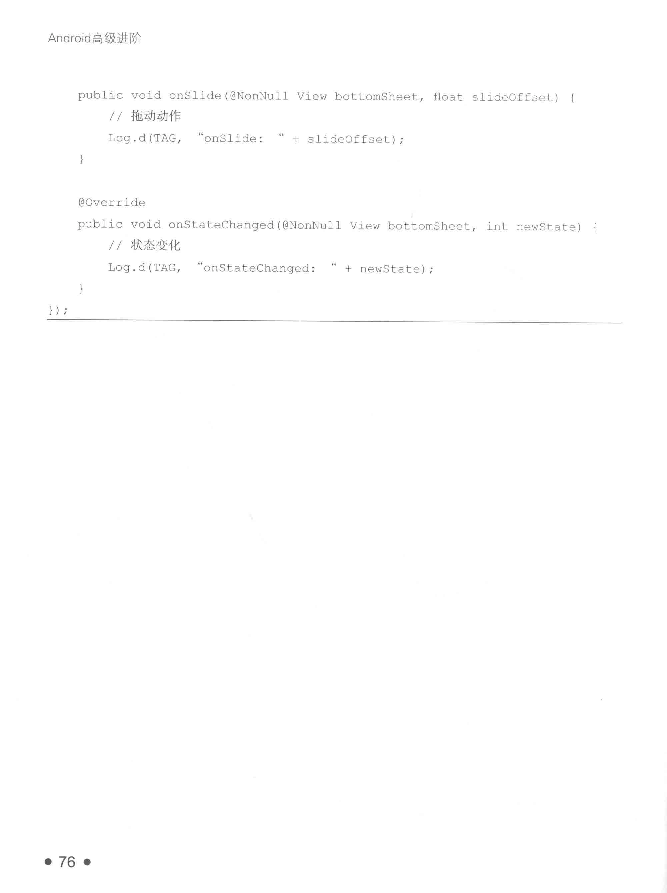 Android高级进阶
public void onSlide(@NonNull View bottomSheet, float slideOffset) {
// 拖动动作
Log.d(TAG, “onSlide: ” + slideOffset);
}
@Override
public void onStateChanged(@NonNull View bottomSheet, int newState) {
// 状态变化
Log.d(TAG, “onStateChanged: ” + newState);
}
});
• 76 •